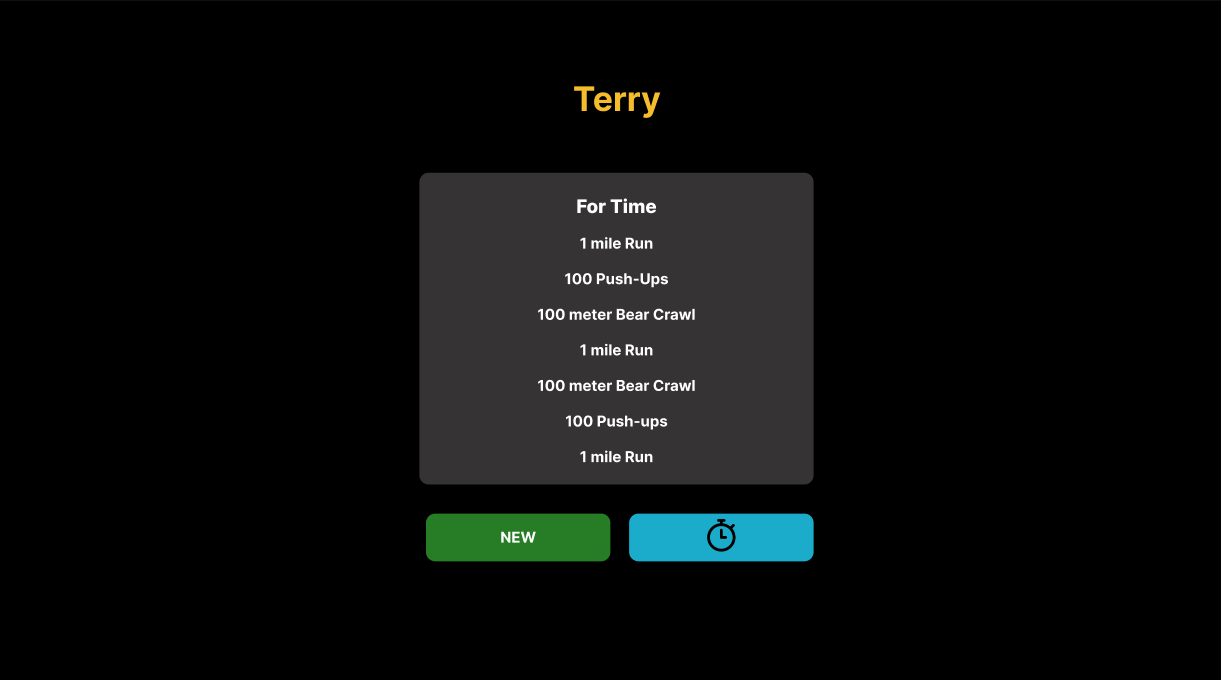 Terry
For Time
1 mile Run
100 Push-Ups
100 meter Bear Crawl
1 mile Run
100 meter Bear Crawl
100 Push-ups
1 mile Run
NEW